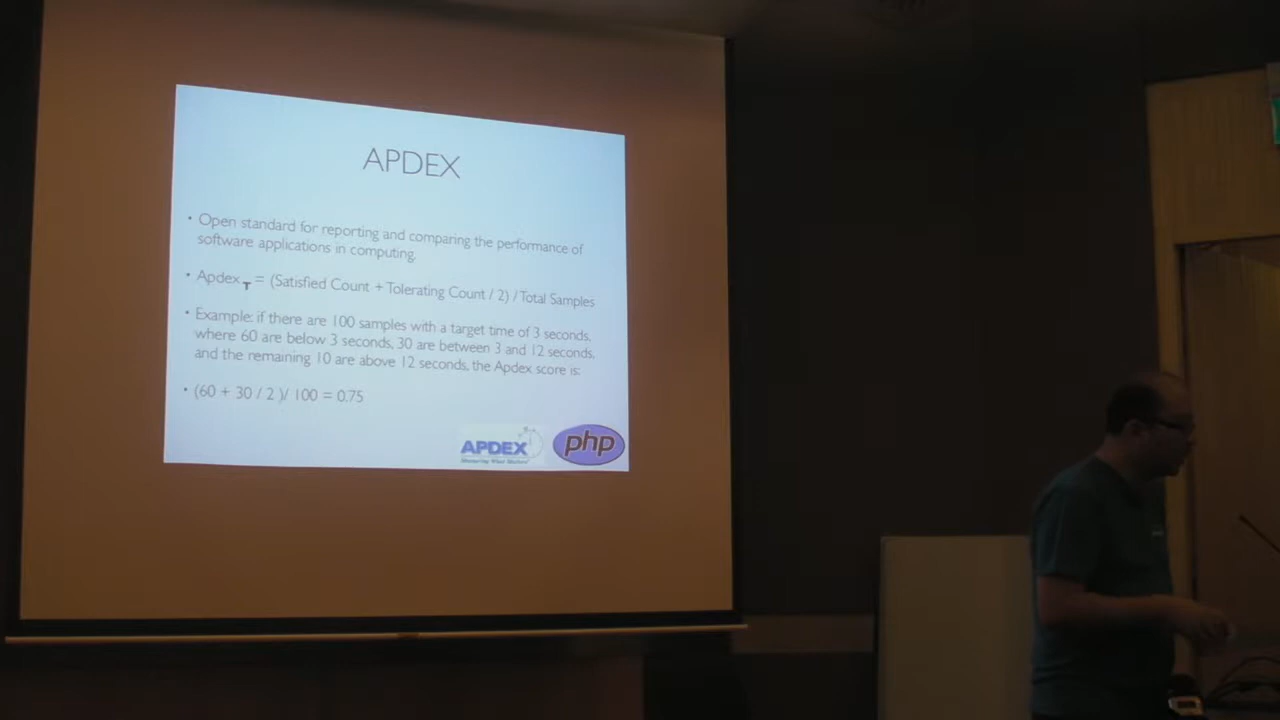 APDEX
• Open standard for reporting and comparing the performance of
software applications in computing.
• Apdex T = (Satisfied Count + Tolerating Count / 2) / Total Samples
• Example: if there are 100 samples with a target time of 3 seconds,
where 60 are below 3 seconds, 30 are between 3 and 12 seconds,
and the remaining 10 are above 12 seconds, the Apdex score is:
• (60 + 30 / 2 )/ 100 = 0.75
APDEX
php